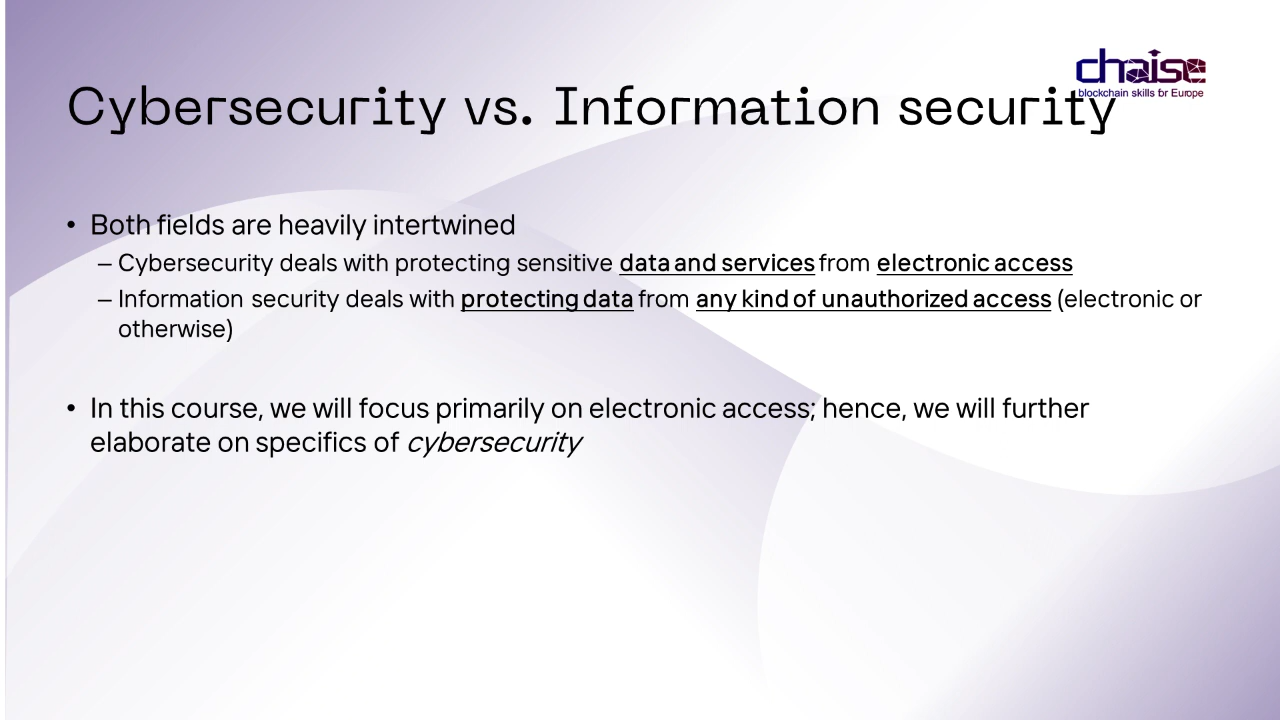 chaise
blockchain skills for Europe
Cybersecurity vs. Information security
• Both fields are heavily intertwined
– Cybersecurity deals with protecting sensitive data and services from electronic access
– Information security deals with protecting data from any kind of unauthorized access (electronic or
otherwise)
• In this course, we will focus primarily on electronic access; hence, we will further
elaborate on specifics of cybersecurity